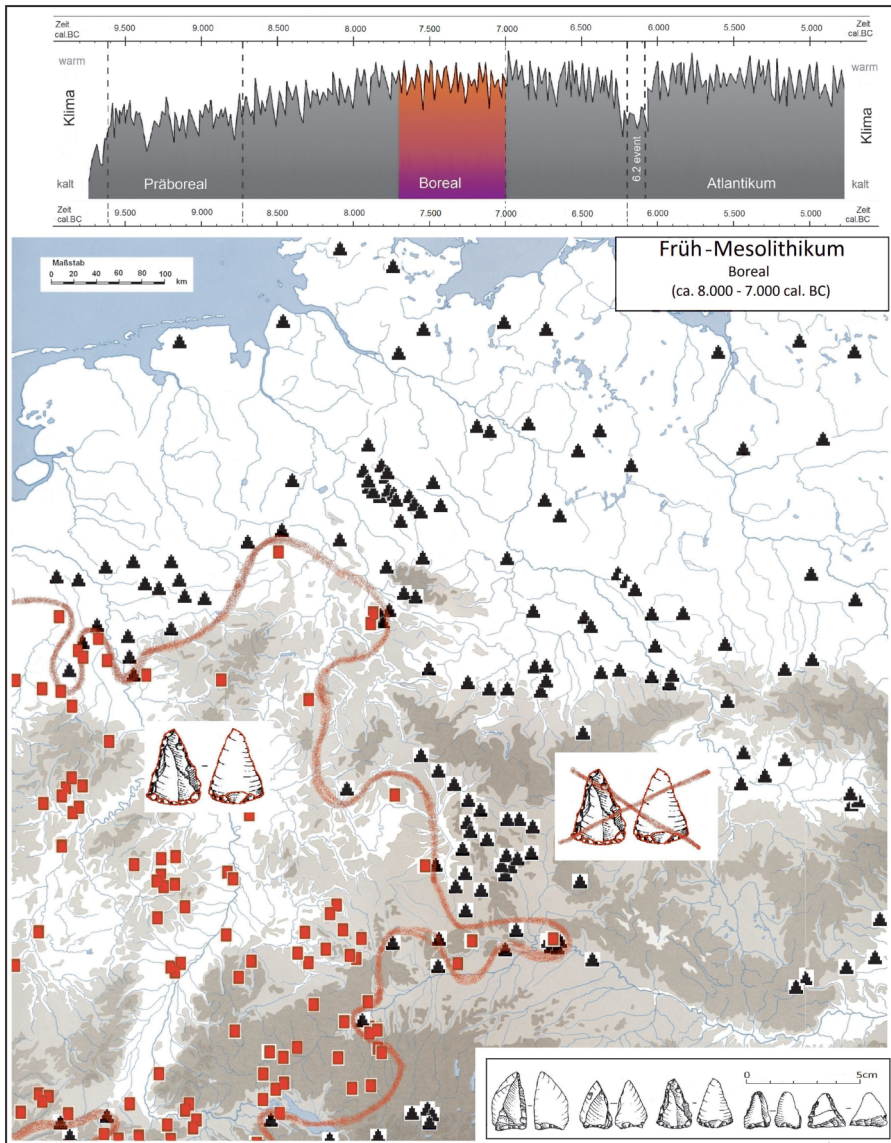 Zeit
cal.BC
9.500 9.000 8.500 8.000 7.500 7.000 6.500 6.000 5.500 5.000
Zeit
cal.BC
warm
warm
Klima
Klima
6.2 event
kalt
Präboreal
Boreal
Atlantikum
kalt
Zeit
cal.BC
9.500 9.000 8.500 8.000 7.500 7.000 6.500 6.000 5.500 5.000
Zeit
cal.BC
Maßstab
0 20 40 60 80 100
km
Früh-Mesolithikum
Boreal
(ca. 8.000 - 7.000 cal. BC)
0 5cm